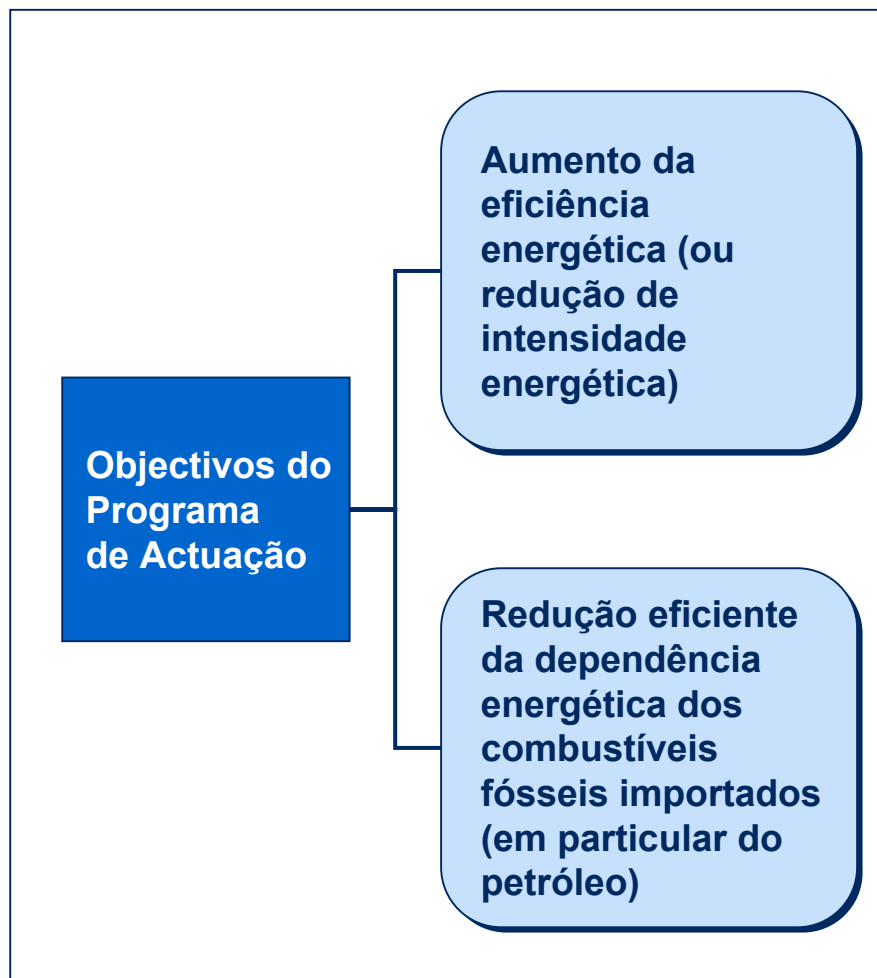 Aumento da
eficiência
energética (ou
redução de
intensidade
energética)
Objectivos do
Programa
de Actuação
Redução eficiente
da dependência
energética dos
combustíveis
fósseis importados
(em particular do
petróleo)